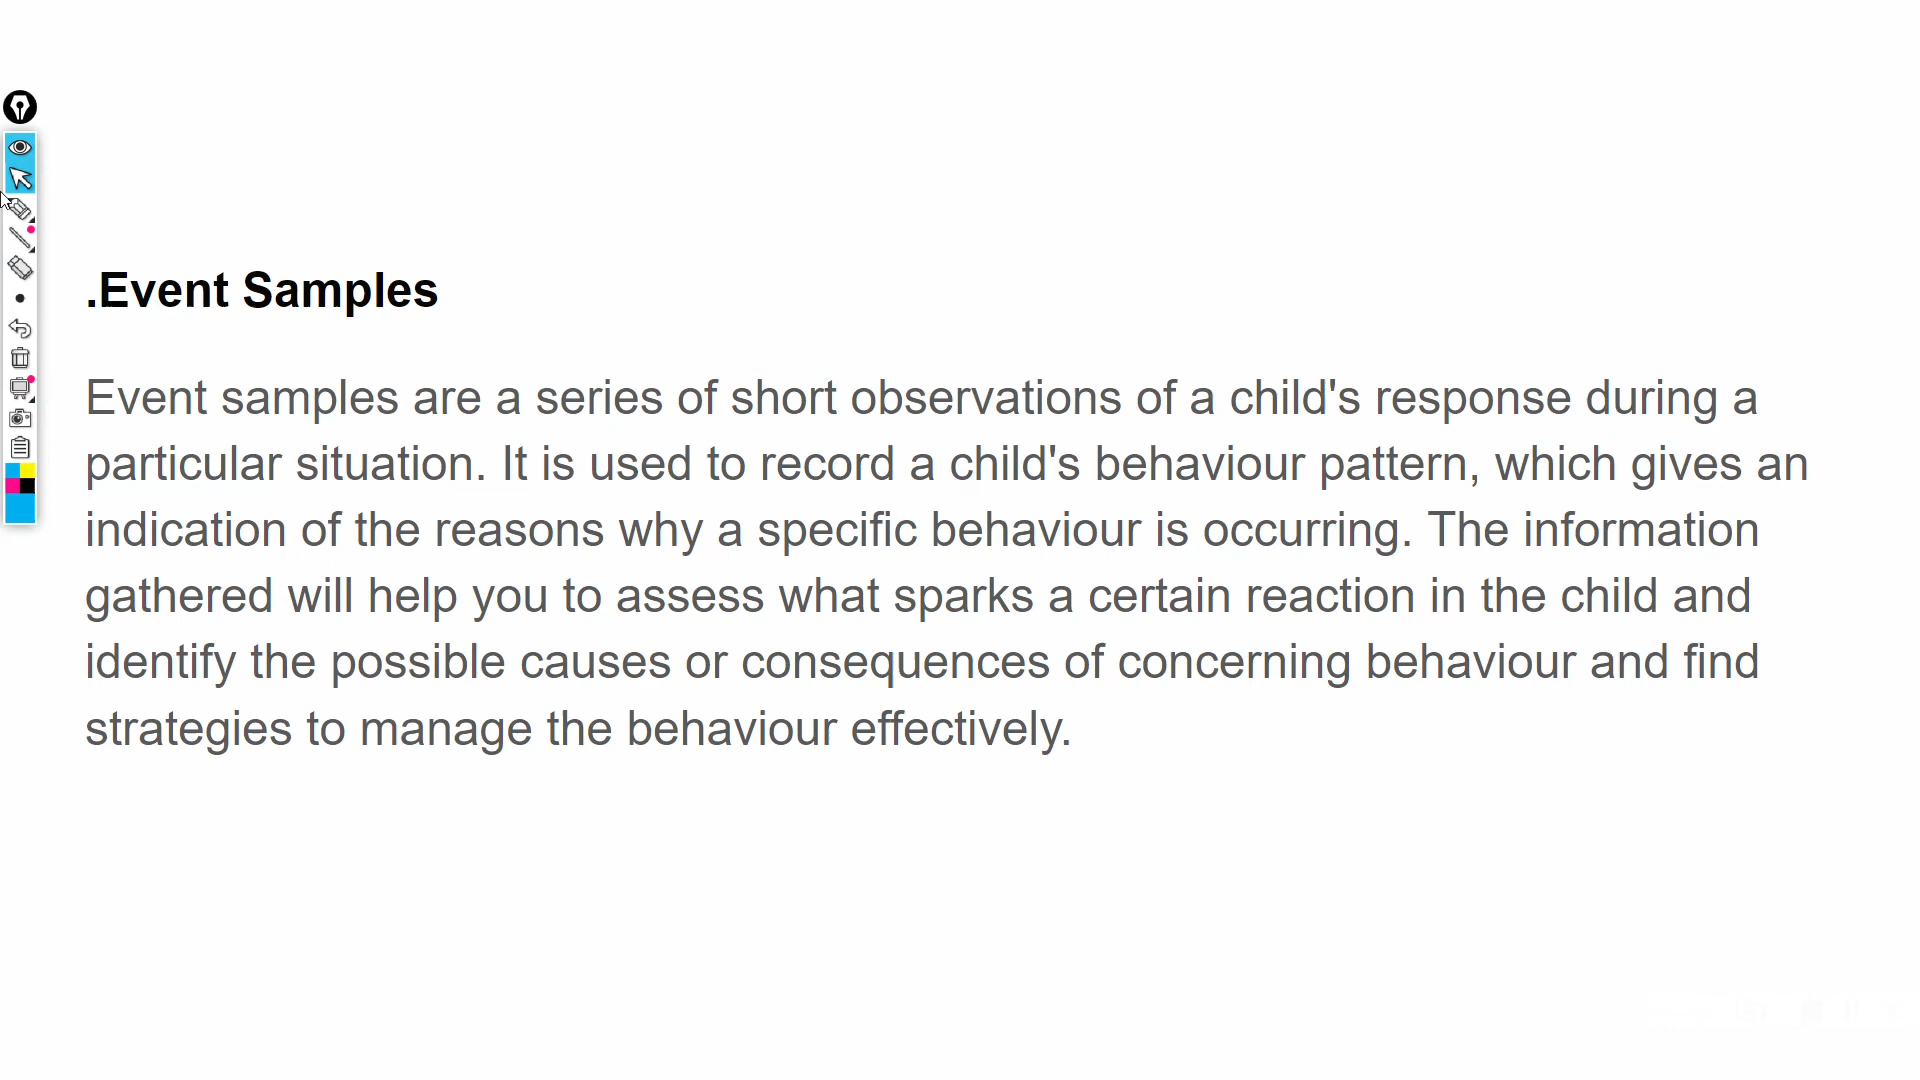 .Event Samples
Event samples are a series of short observations of a child's response during a
particular situation. It is used to record a child's behaviour pattern, which gives an
indication of the reasons why a specific behaviour is occurring. The information
gathered will help you to assess what sparks a certain reaction in the child and
identify the possible causes or consequences of concerning behaviour and find
strategies to manage the behaviour effectively.